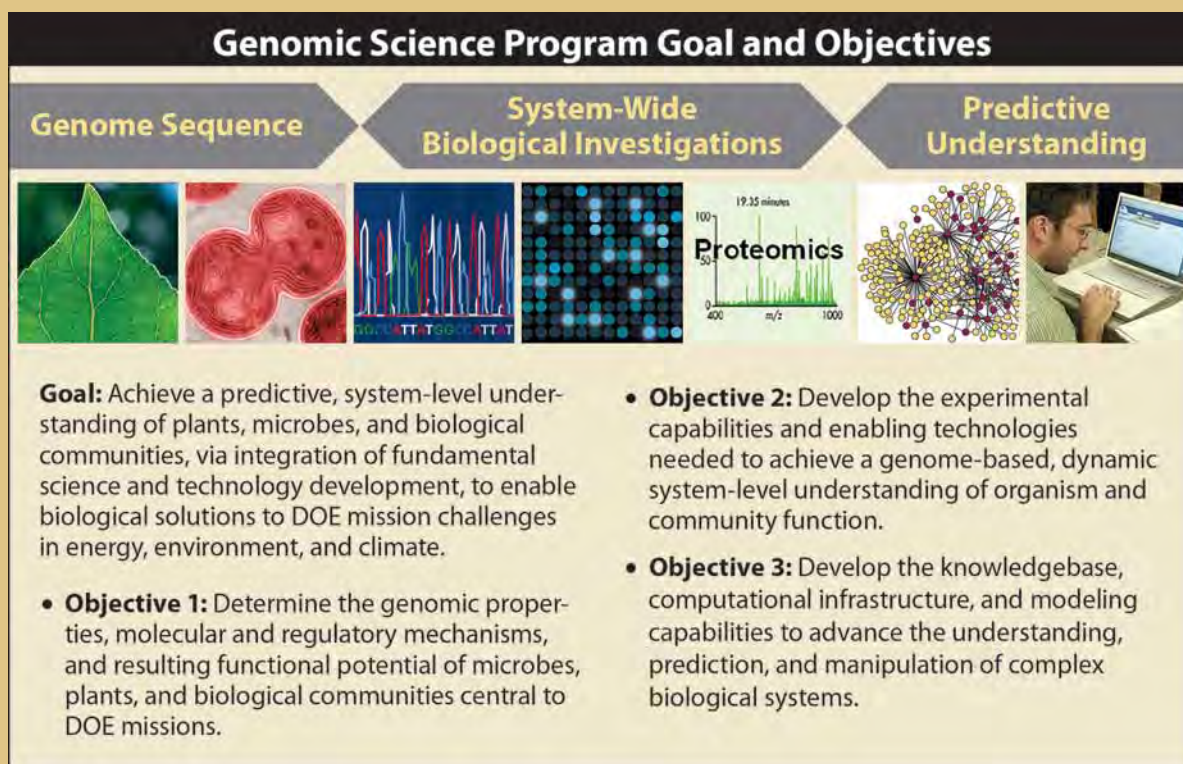 Genomic Science Program Goal and Objectives
Genome Sequence
System-Wide
Biological Investigations
Predictive
Understanding
GGCCATTATGGCCATTAT
19.35 minutes
100
Proteomics
50
0
400
m/z
1000
Goal: Achieve a predictive, system-level under-
standing of plants, microbes, and biological
communities, via integration of fundamental
science and technology development, to enable
biological solutions to DOE mission challenges
in energy, environment, and climate.
• Objective 1: Determine the genomic proper-
ties, molecular and regulatory mechanisms,
and resulting functional potential of microbes,
plants, and biological communities central to
DOE missions.
• Objective 2: Develop the experimental
capabilities and enabling technologies
needed to achieve a genome-based, dynamic
system-level understanding of organism and
community function.
• Objective 3: Develop the knowledgebase,
computational infrastructure, and modeling
capabilities to advance the understanding,
prediction, and manipulation of complex
biological systems.